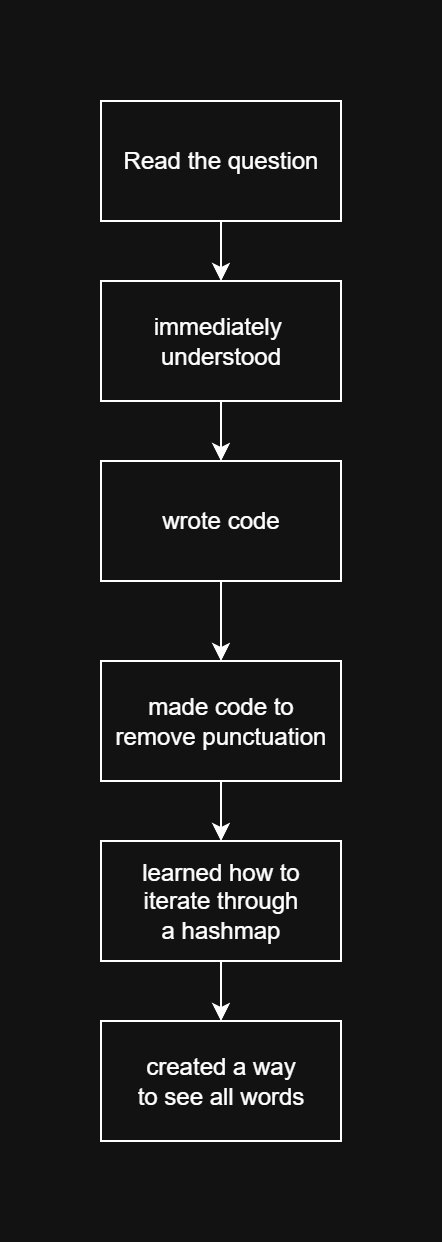 Read the question
immediately
understood
wrote code
made code to
remove punctuation
learned how to
iterate through
a hashmap
created a way
to see all words